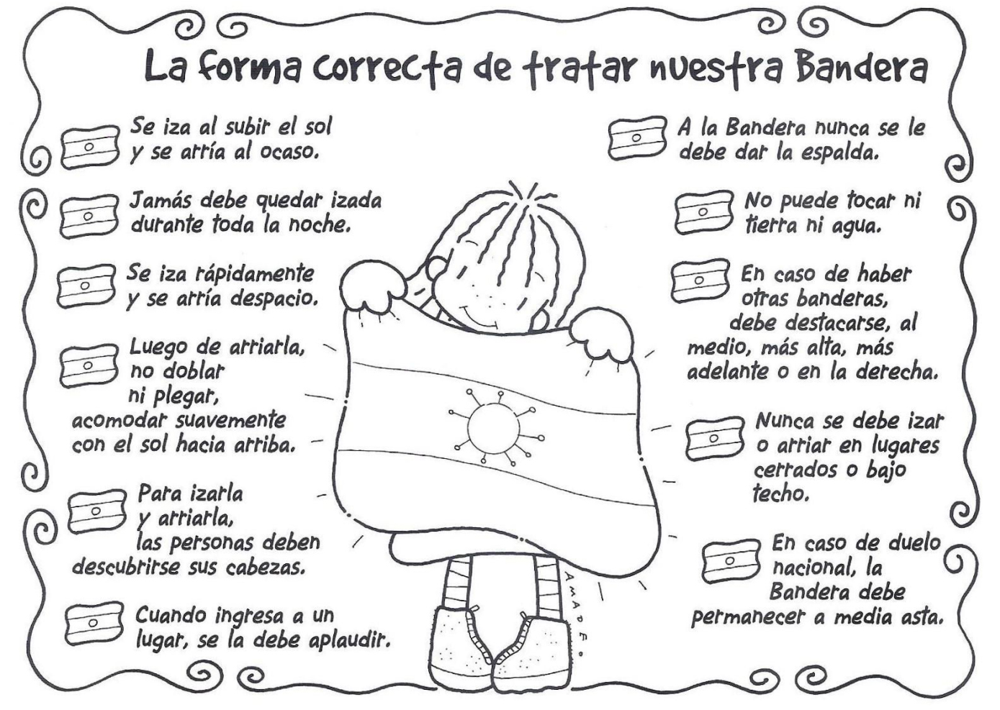 La forma correcta de tratar nuestra Bandera
Se iza al subir el sol
y se arría al ocaso.
Jamás debe quedar izada
durante toda la noche.
Se iza rápidamente
y se arría despacio.
Luego de arriarla,
no doblar
ni plegar,
acomodar suavemente
con el sol hacia arriba.
Para izarla
y arriarla,
las personas deben
descubrirse sus cabezas.
Cuando ingresa a un
lugar, se la debe aplaudir.
A la Bandera nunca se le
debe dar la espalda.
No puede tocar ni
tierra ni agua.
En caso de haber
otras banderas,
debe destacarse, al
medio, más alta, más
adelante o en la derecha.
Nunca se debe izar
o arriar en lugares
cerrados o bajo
techo.
En caso de duelo
nacional, la
Bandera debe
permanecer a media asta.
AMADEO